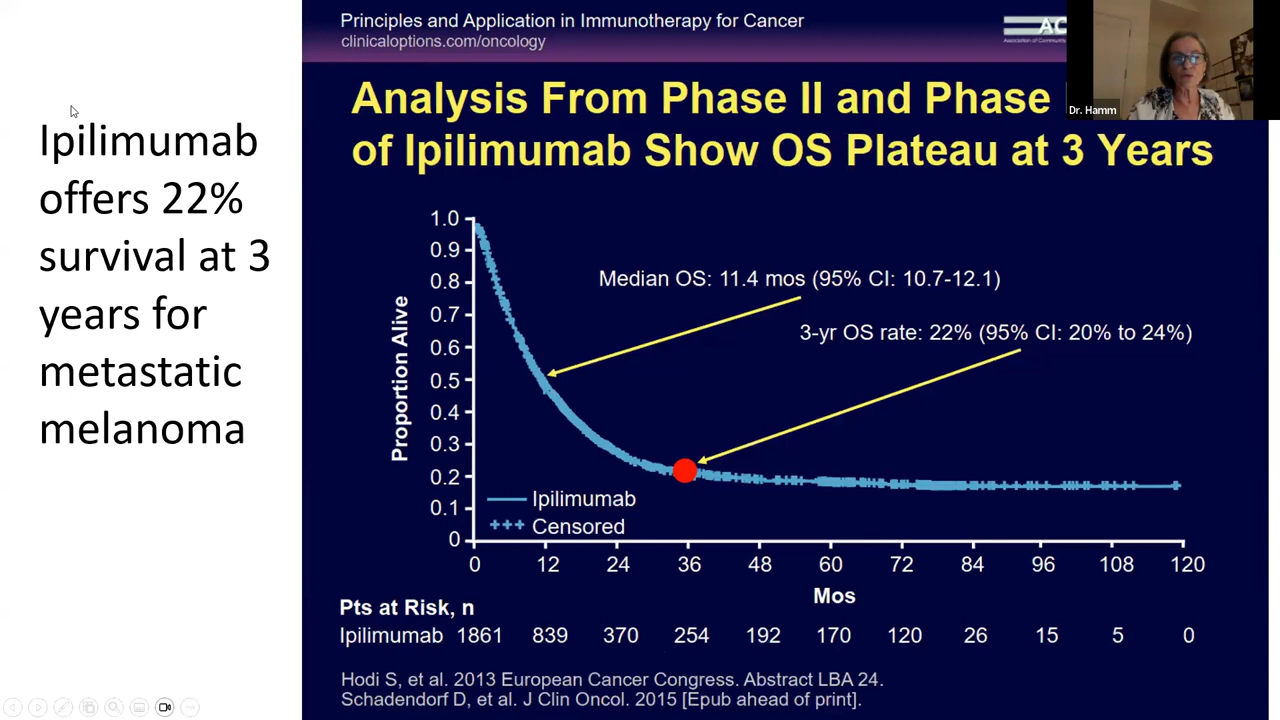 Ipilimumab
offers 22%
survival at 3
years for
metastatic
melanoma
Principles and Application in Immunotherapy for Cancer
clinicaloptions.com/oncology
AC
Dr. Hamm
Analysis From Phase II and Phase
of Ipilimumab Show OS Plateau at 3 Years
Proportion Alive
1.0
0.9
0.8
0.7
0.6
0.5
0.4
0.3
0.2
0.1
0
Median OS: 11.4 mos (95% CI: 10.7-12.1)
3-yr OS rate: 22% (95% CI: 20% to 24%)
Ipilimumab
Censored
0 12 24 36 48 60 72 84 96 108 120
Mos
Pts at Risk, n
Ipilimumab 1861 839 370 254 192 170 120 26 15 5 0
Hodi S, et al. 2013 European Cancer Congress. Abstract LBA 24.
Schadendorf D, et al. J Clin Oncol. 2015 [Epub ahead of print].